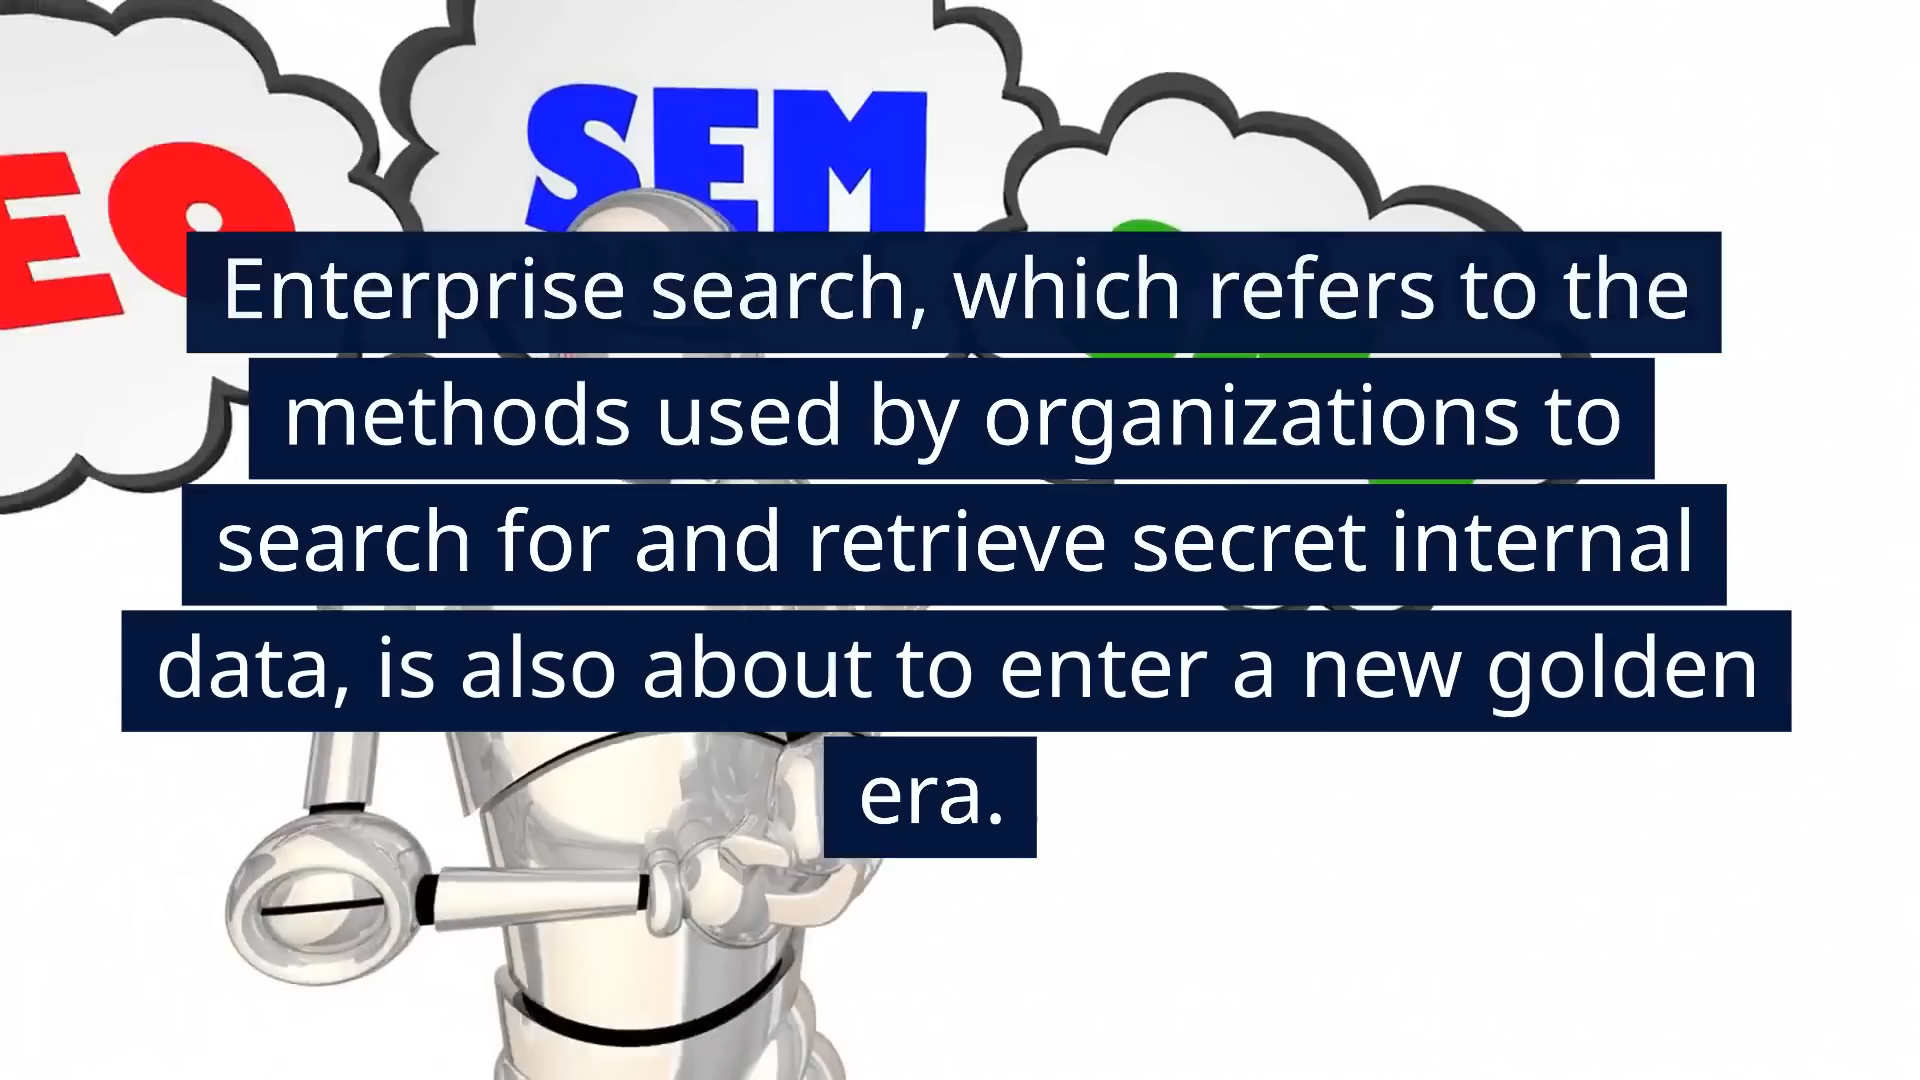 EO
SEM
Enterprise search, which refers to the
methods used by organizations to
search for and retrieve secret internal
data, is also about to enter a new golden
era.